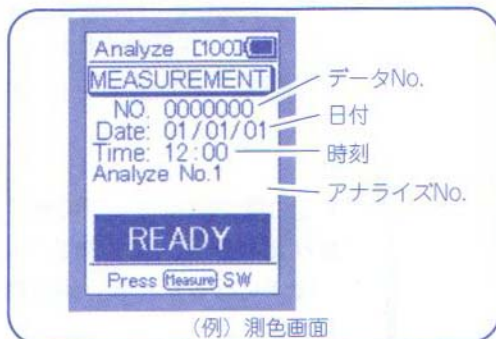 Analyze [100]
MEASUREMENT
NO. 0000000
データNo.
Date: 01/01/01
日付
Time: 12:00
時刻
Analyze No.1
アナライズNo.
READY
Press Measure SW
(例) 測色画面